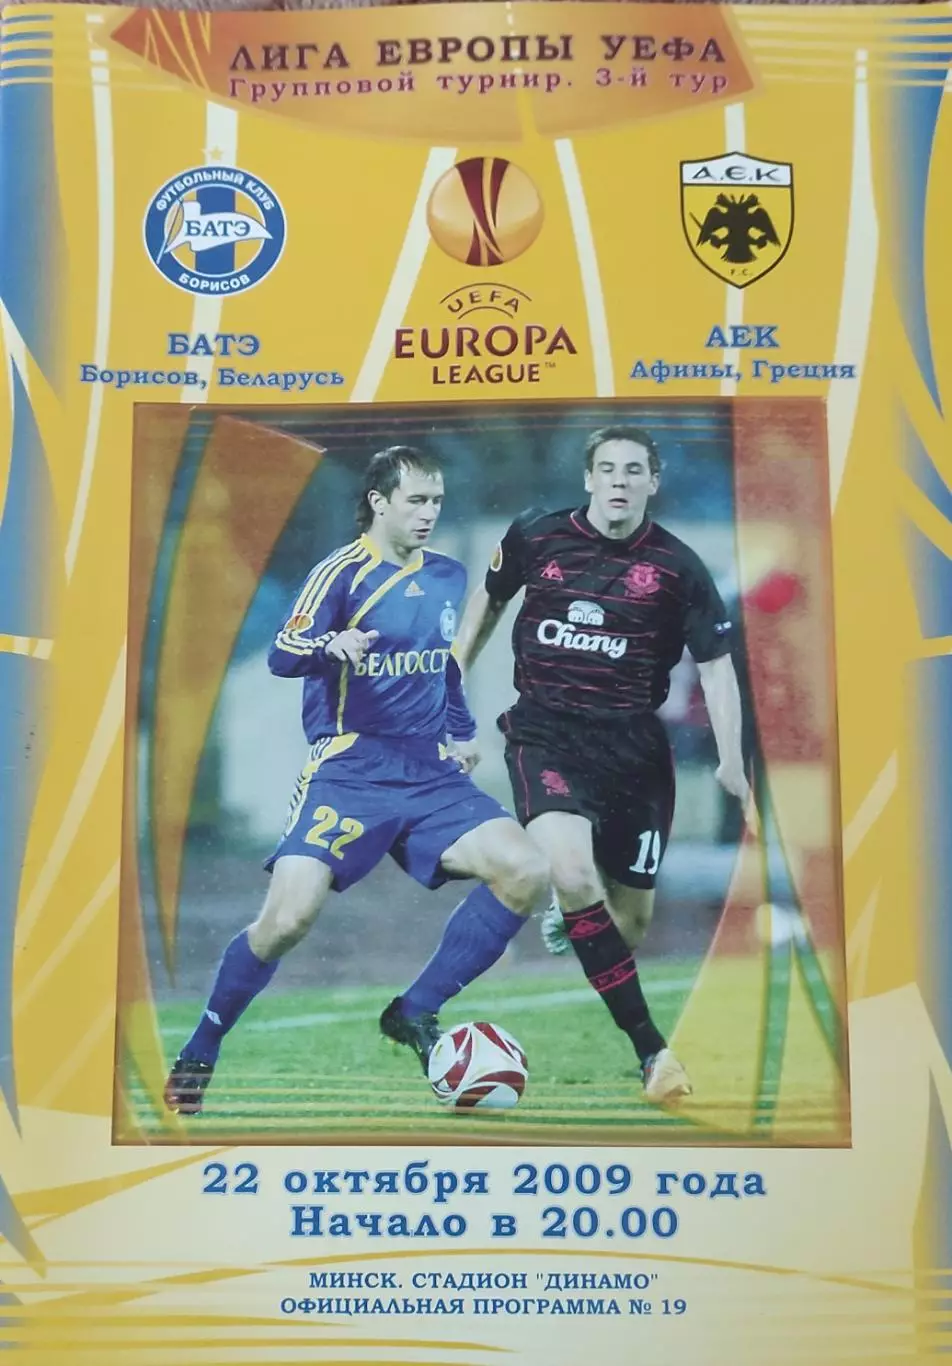 ЛИГА ЕВРОПЫ УЕФА
Групповой турнир. 3-й тур
ФУТБОЛЬНЫЙ КЛУБ
БАТЭ
БОРИСОВ
Α.Ε.Κ
F.C.
UEFA
EUROPA
LEAGUE™
БАТЭ
Борисов, Беларусь
АЕК
Афины, Греция
БЕЛГОССТ
Chang
22
19
22 октября 2009 года
Начало в 20.00
МИНСК. СТАДИОН "ДИНАМО"
ОФИЦИАЛЬНАЯ ПРОГРАММА № 19